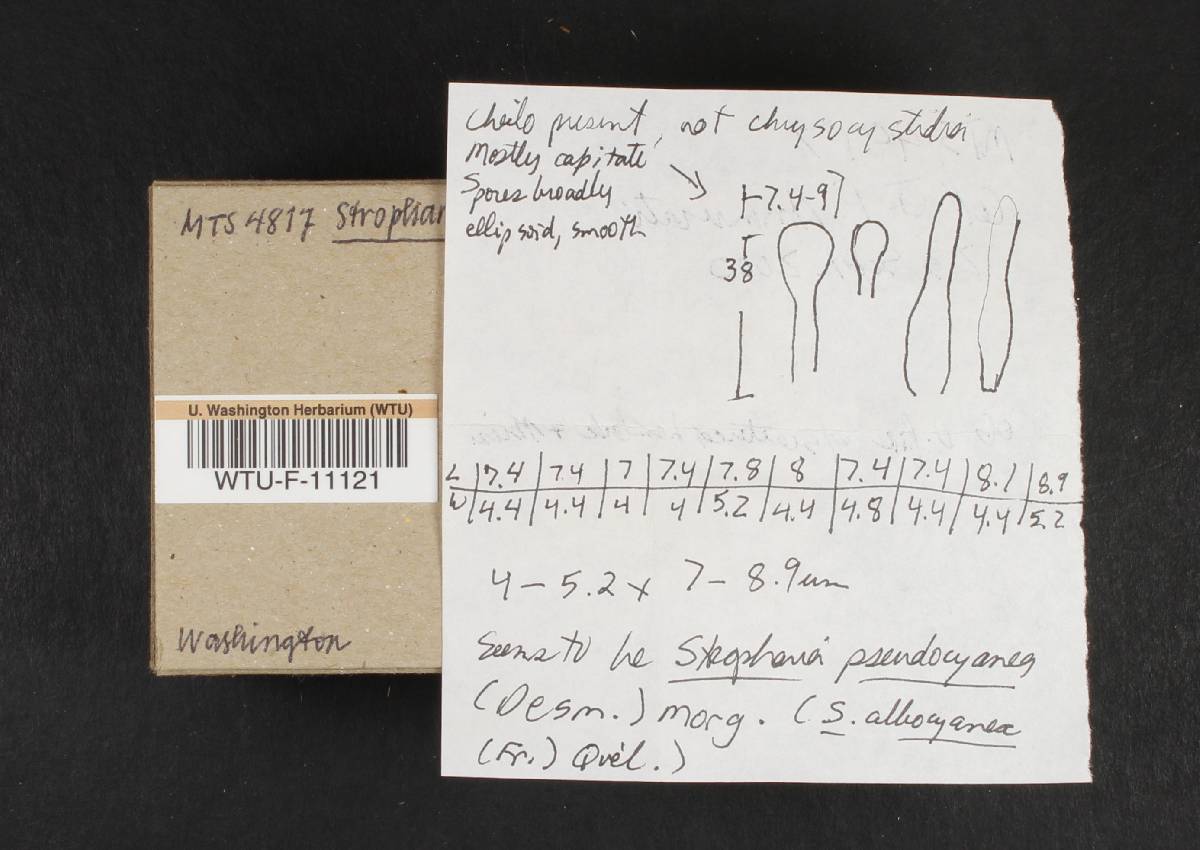 MTS 4817 Strophar
U. Washington Herbarium (WTU)
WTU-F-11121
Washington
Cheilo present, not chrysocystidia
Mostly capitate
Spores broadly
ellipsoid, smooth
7.4-9
38
L | 7.4 | 7.4 | 7 | 7.4 | 7.8 | 8 | 7.4 | 7.4 | 8.1 | 8.9
W | 4.4 | 4.4 | 4 | 4 | 5.2 | 4.4 | 4.8 | 4.4 | 4.4 | 5.2
4 - 5.2 x 7 - 8.9 um
Seems to be Stropharia pseudocyanea
(Desm.) Morg. (S. albocyanea
(Fr.) Quél.)